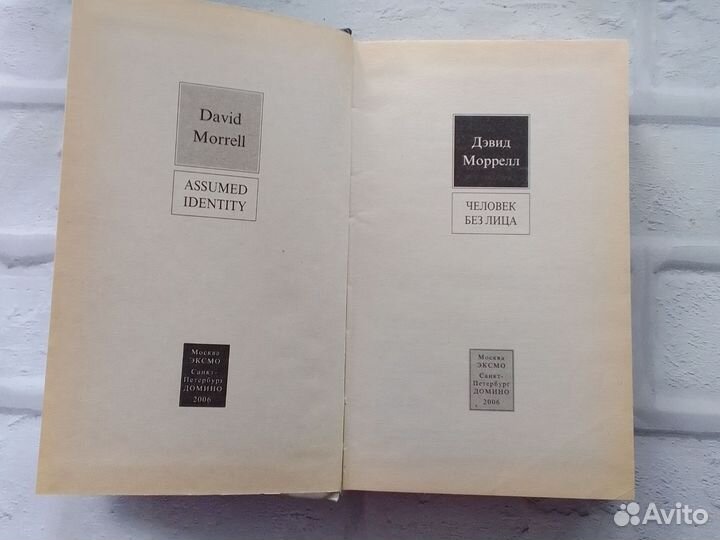 David
Morrell
ASSUMED
IDENTITY
Москва
ЭКСМО
Санкт-
Петербург
ДОМИНО
2006
Дэвид
Моррелл
ЧЕЛОВЕК
БЕЗ ЛИЦА
Москва
ЭКСМО
Санкт-
Петербург
ДОМИНО
2006
Avito